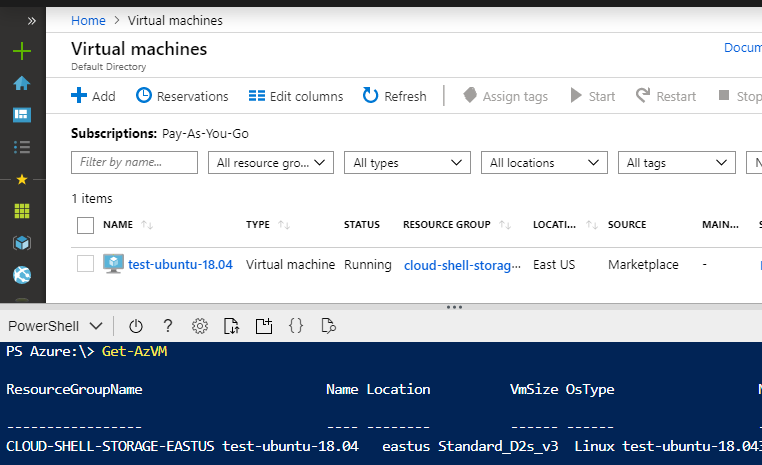 » Home > Virtual machines
Virtual machines
Docum
Default Directory
Add Reservations Edit columns Refresh Assign tags Start Restart Stop
Subscriptions: Pay-As-You-Go
Filter by name... All resource gro... All types All locations All tags N
1 items
NAME TYPE STATUS RESOURCE GROUP LOCATI... SOURCE MAIN...
test-ubuntu-18.04 Virtual machine Running cloud-shell-storag... East US Marketplace -
PowerShell ? {}
PS Azure:\> Get-AzVM
ResourceGroupName Name Location VmSize OsType
----------------- ---- -------- ------ ------
CLOUD-SHELL-STORAGE-EASTUS test-ubuntu-18.04 eastus Standard_D2s_v3 Linux test-ubuntu-18.043